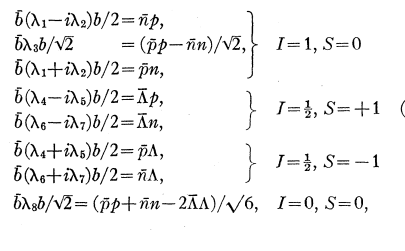 b̄(λ₁−iλ₂)b/2=n̄p,
b̄λ₃b/√2 =(p̄p−n̄n)/√2, } I=1, S=0
b̄(λ₁+iλ₂)b/2=p̄n,
b̄(λ₄−iλ₅)b/2=Λ̄p,
b̄(λ₆−iλ₇)b/2=Λ̄n, } I=½, S=+1 (
b̄(λ₄+iλ₅)b/2=p̄Λ,
b̄(λ₆+iλ₇)b/2=n̄Λ, } I=½, S=−1
b̄λ₈b/√2=(p̄p+n̄n−2Λ̄Λ)/√6, I=0, S=0,